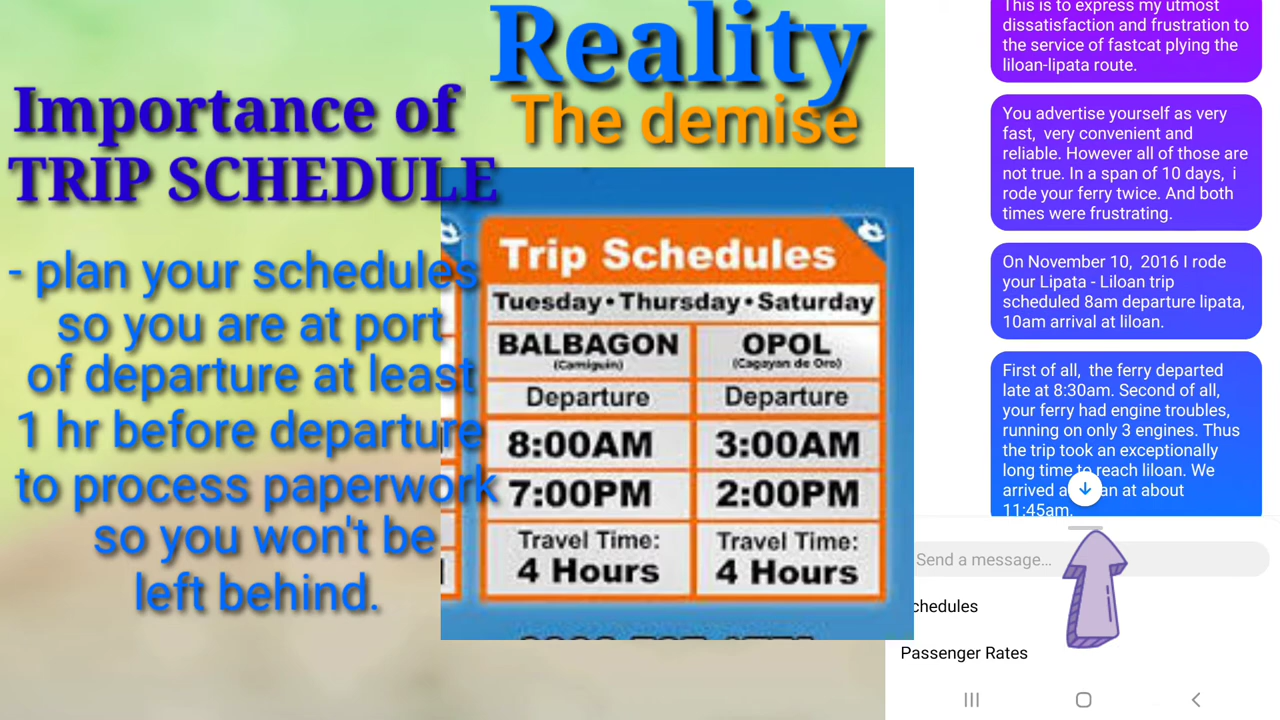 Importance of
TRIP SCHEDULE
- plan your schedules
so you are at port
of departure at least
1 hr before departure
to process paperwork
so you won't be
left behind.
Reality
The demise
Trip Schedules
Tuesday • Thursday • Saturday
BALBAGON
(Camiguin)
OPOL
(Cagayan de Oro)
Departure
Departure
8:00AM
3:00AM
7:00PM
2:00PM
Travel Time:
4 Hours
Travel Time:
4 Hours
This is to express my utmost
dissatisfaction and frustration to
the service of fastcat plying the
liloan-lipata route.
You advertise yourself as very
fast, very convenient and
reliable. However all of those are
not true. In a span of 10 days, i
rode your ferry twice. And both
times were frustrating.
On November 10, 2016 I rode
your Lipata - Liloan trip
scheduled 8am departure lipata,
10am arrival at liloan.
First of all, the ferry departed
late at 8:30am. Second of all,
your ferry had engine troubles,
running on only 3 engines. Thus
the trip took an exceptionally
long time to reach liloan. We
arrived at about
11:45am.
Send a message...
chedules
Passenger Rates